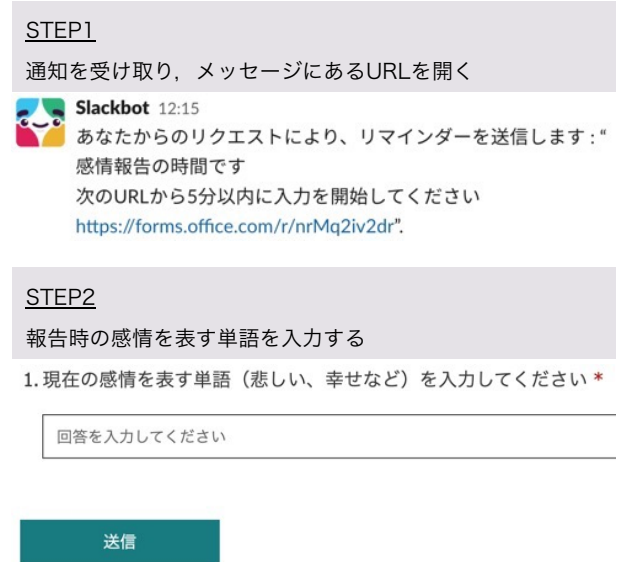 STEP1
通知を受け取り，メッセージにあるURLを開く
Slackbot 12:15
あなたからのリクエストにより、リマインダーを送信します : “
感情報告の時間です
次のURLから5分以内に入力を開始してください
https://forms.office.com/r/nrMq2iv2dr”.
STEP2
報告時の感情を表す単語を入力する
1. 現在の感情を表す単語（悲しい、幸せなど）を入力してください *
回答を入力してください
送信